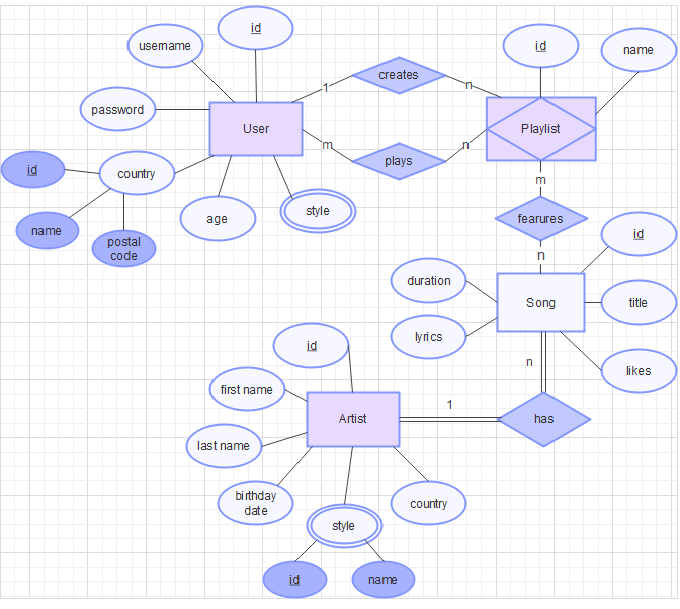 id
username
id
name
creates
1
n
password
User
Playlist
m
n
plays
id
country
m
name
age
style
fearures
id
postal
code
n
duration
Song
title
lyrics
id
n
likes
first name
1
Artist
has
last name
birthday
date
country
style
id
name